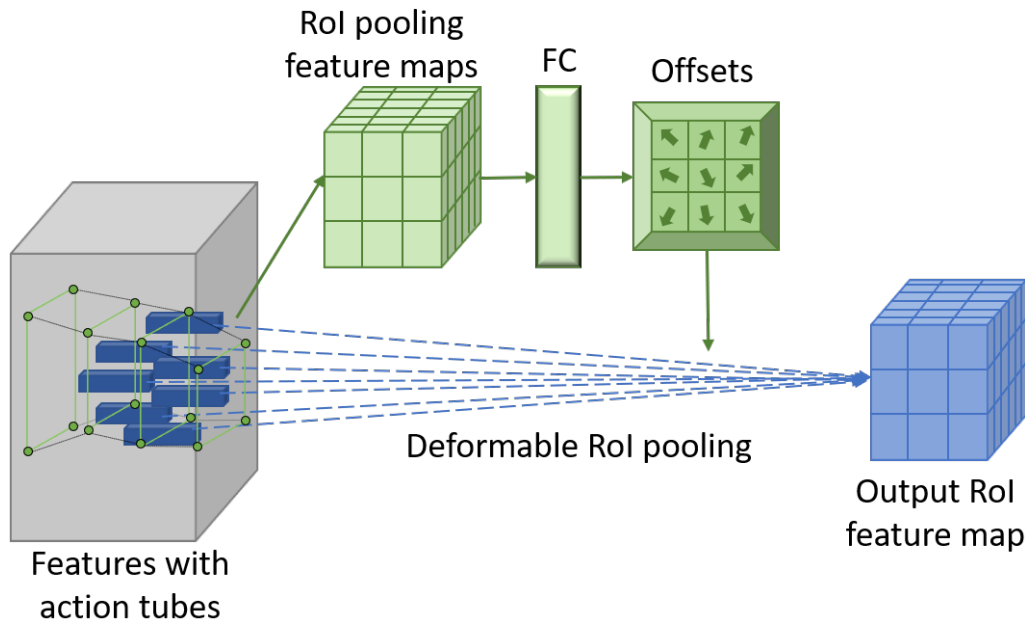 RoI pooling
feature maps
FC
Offsets
Deformable RoI pooling
Output RoI
feature map
Features with
action tubes